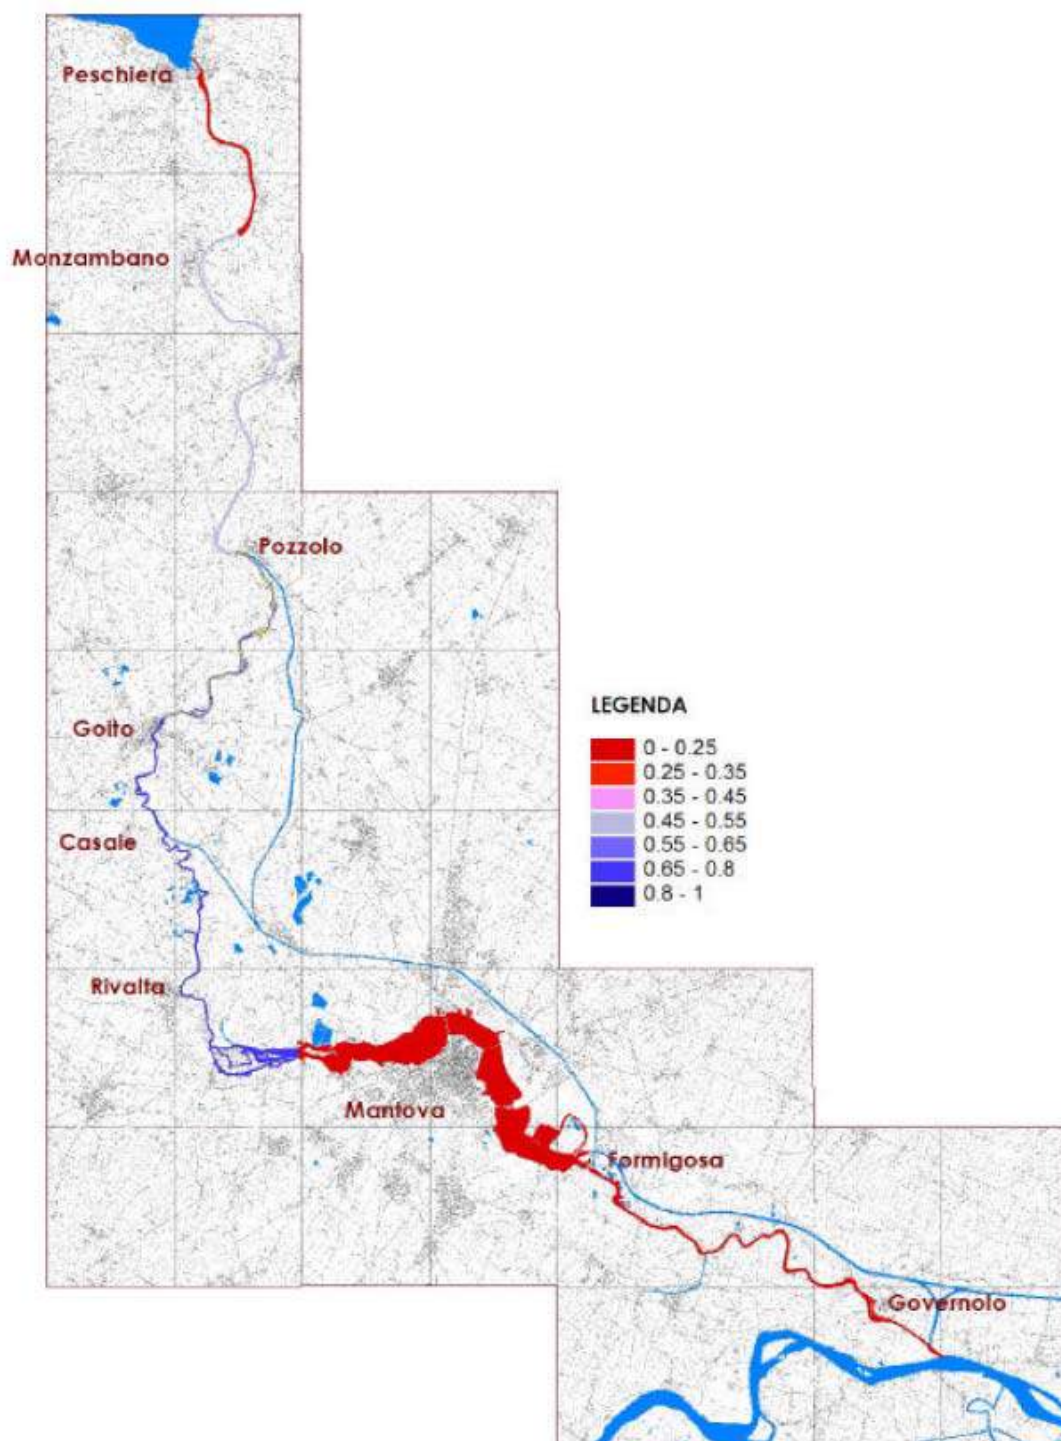 Peschiera
Monzambano
Pozzolo
Goito
Casale
Rivalta
Mantova
Formigosa
Governolo
LEGENDA
0 - 0.25
0.25 - 0.35
0.35 - 0.45
0.45 - 0.55
0.55 - 0.65
0.65 - 0.8
0.8 - 1